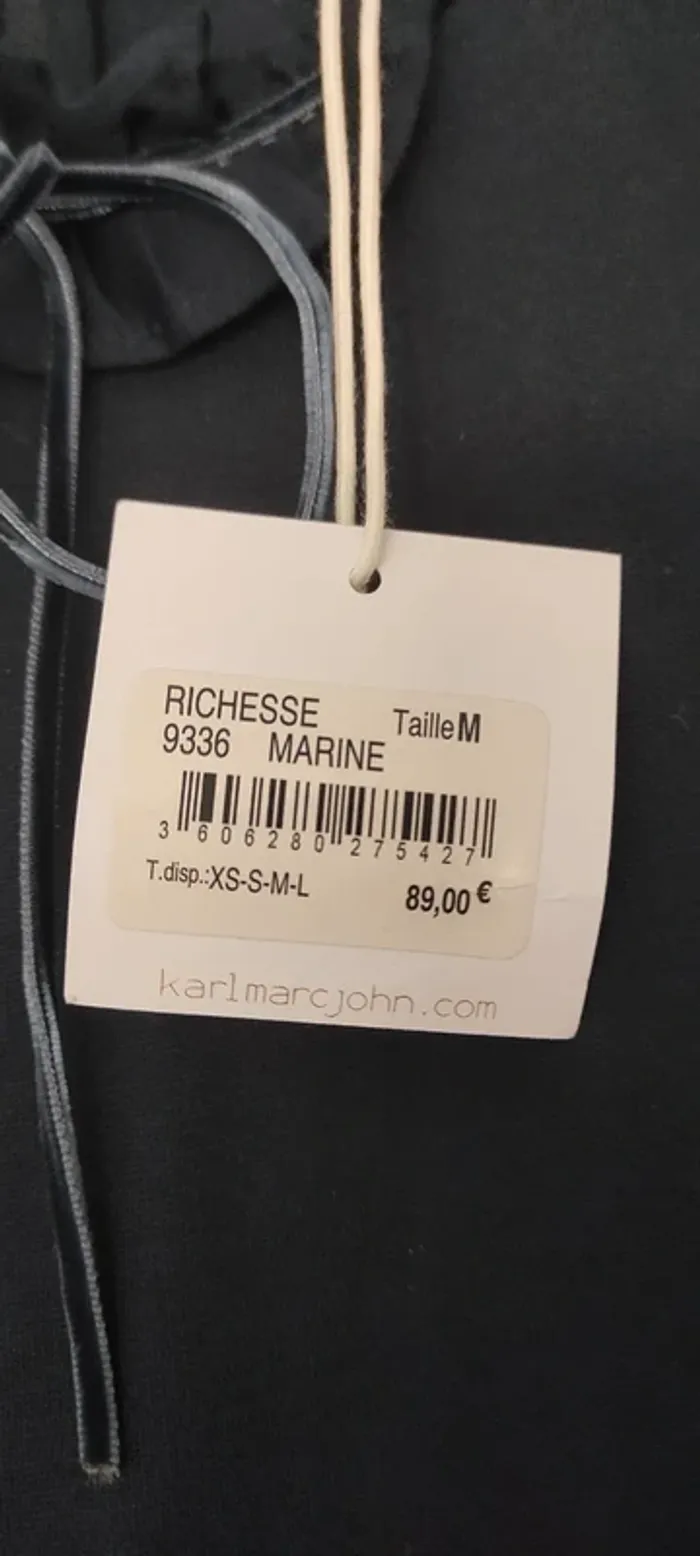 RICHESSE Taille M
9336 MARINE
3 606280 275427
T.disp.:XS-S-M-L 89,00 €
karlmarcjohn.com